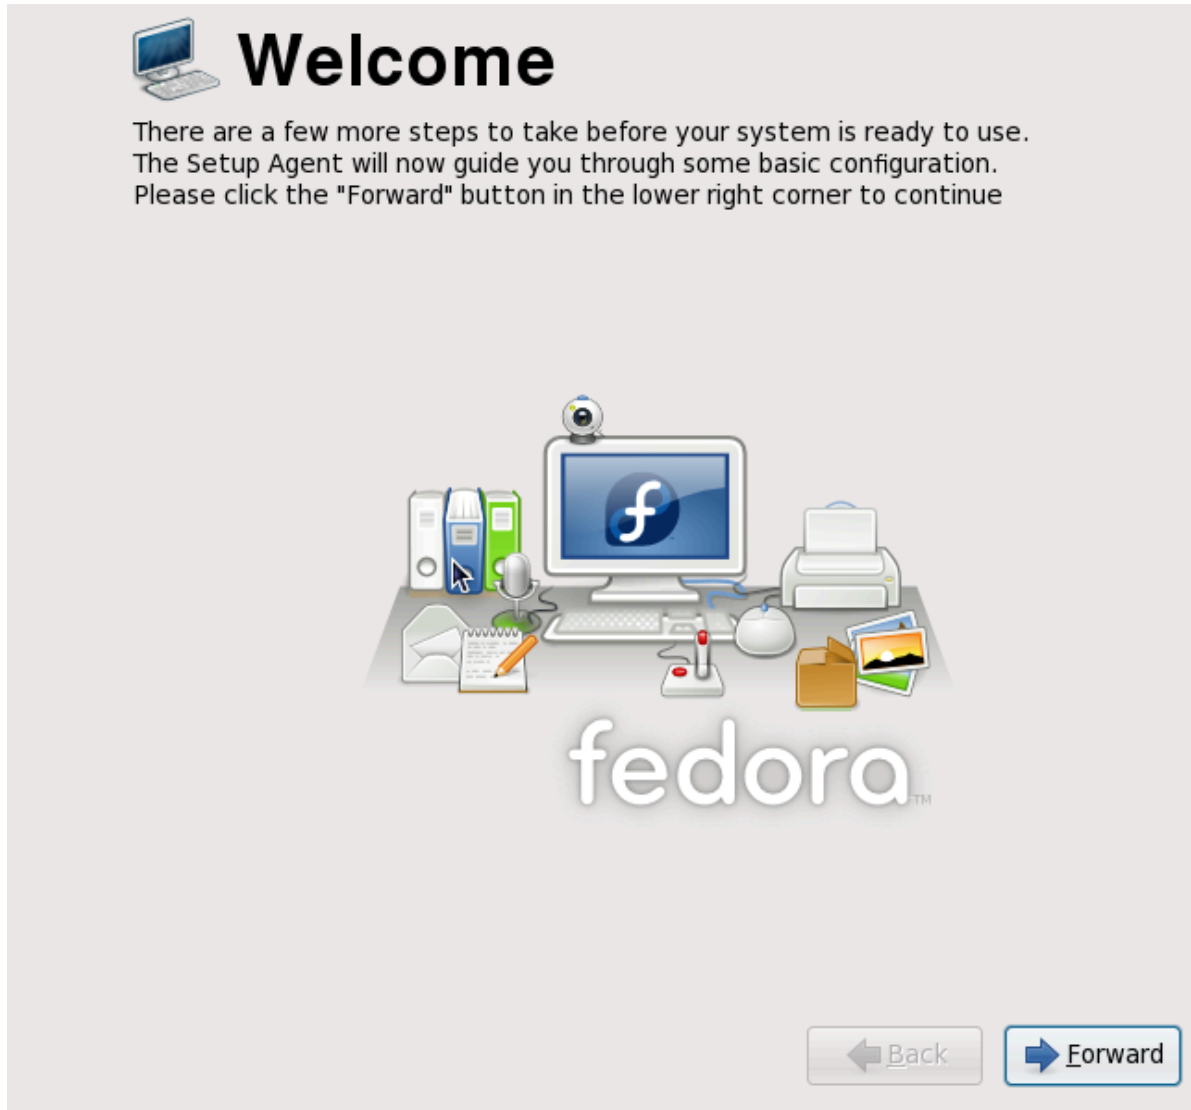 Welcome
There are a few more steps to take before your system is ready to use.
The Setup Agent will now guide you through some basic configuration.
Please click the "Forward" button in the lower right corner to continue
fedora™
Back
Forward